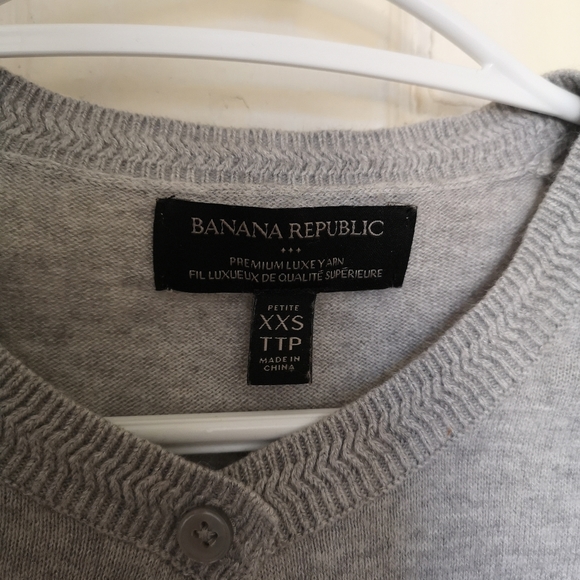 BANANA REPUBLIC
PREMIUM LUXE YARN
FIL LUXUEUX DE QUALITÉ SUPÉRIEURE
PETITE
XXS
TTP
MADE IN
CHINA